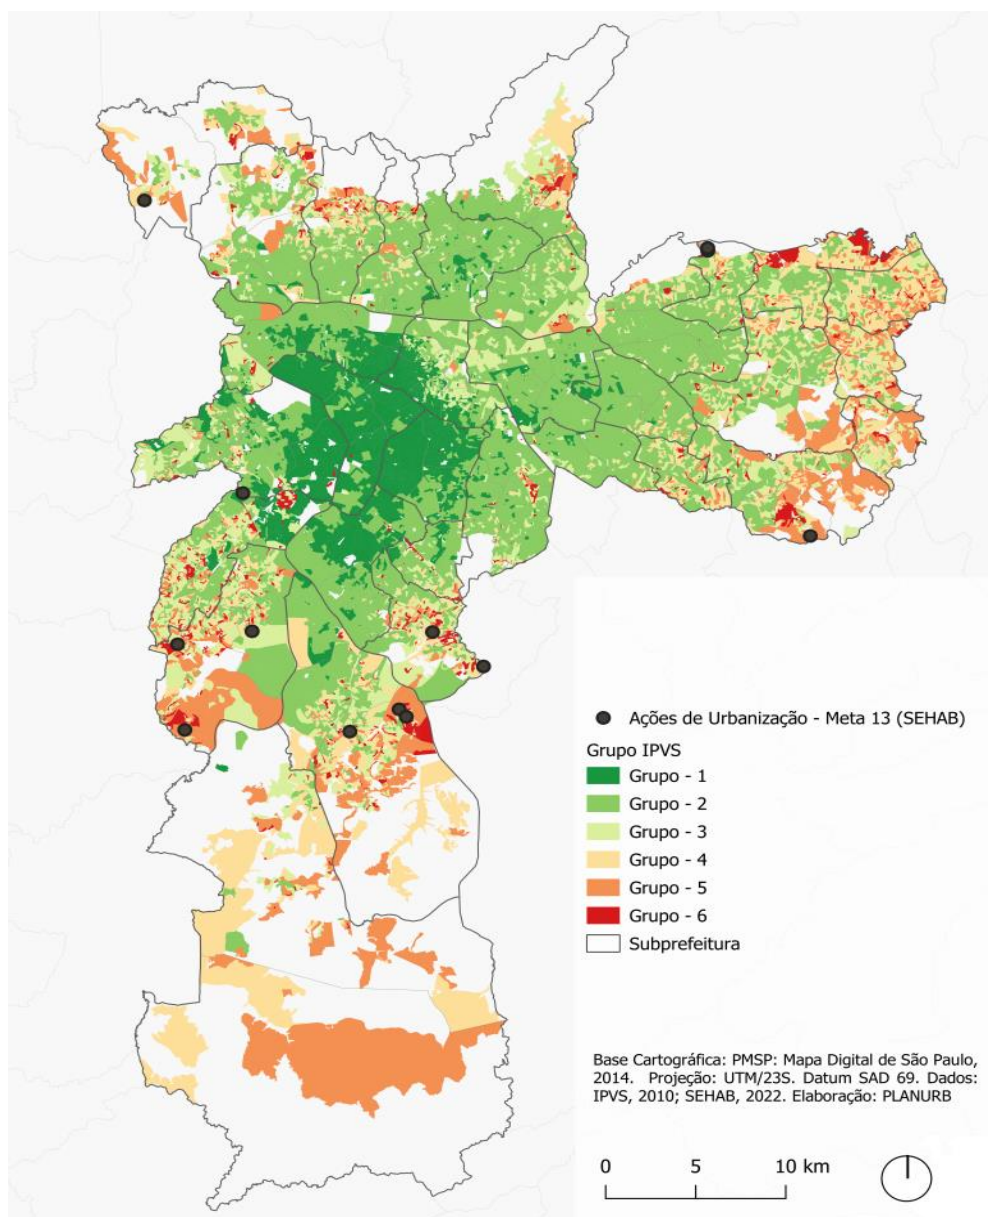 Ações de Urbanização - Meta 13 (SEHAB)
Grupo IPVS
Grupo - 1
Grupo - 2
Grupo - 3
Grupo - 4
Grupo - 5
Grupo - 6
Subprefeitura
Base Cartográfica: PMSP: Mapa Digital de São Paulo,
2014. Projeção: UTM/23S. Datum SAD 69. Dados:
IPVS, 2010; SEHAB, 2022. Elaboração: PLANURB
0 5 10 km